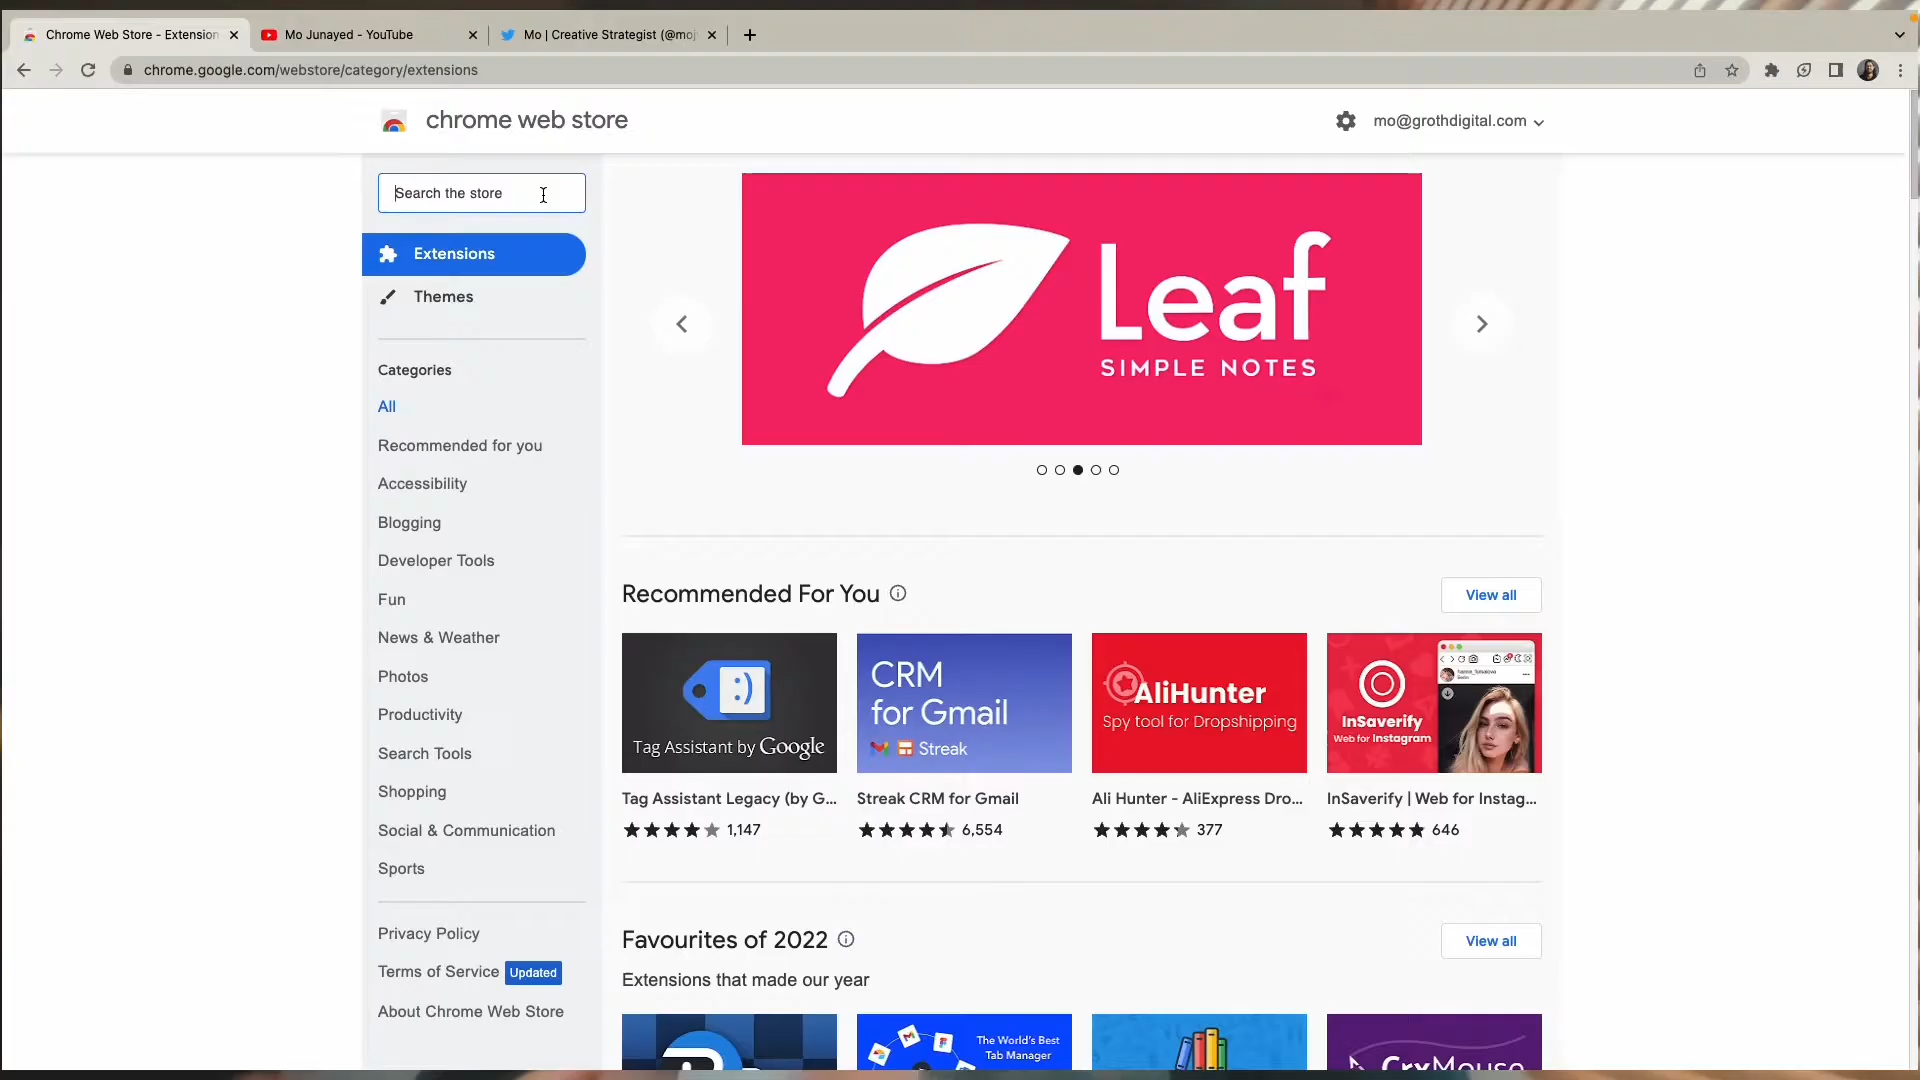 Chrome Web Store - Extension
Mo Junayed - YouTube
Mo | Creative Strategist (@moj
chrome.google.com/webstore/category/extensions
chrome web store
mo@grothdigital.com
Search the store
Extensions
Themes
Categories
All
Recommended for you
Accessibility
Blogging
Developer Tools
Fun
News & Weather
Photos
Productivity
Search Tools
Shopping
Social & Communication
Sports
Privacy Policy
Terms of Service Updated
About Chrome Web Store
Leaf
SIMPLE NOTES
Recommended For You
View all
Tag Assistant by Google
CRM
for Gmail
Streak
AliHunter
Spy tool for Dropshipping
InSaverify
Web for Instagram
Tag Assistant Legacy (by G...
Streak CRM for Gmail
Ali Hunter - AliExpress Dro...
InSaverify | Web for Instag...
1,147
6,554
377
646
Favourites of 2022
View all
Extensions that made our year
The World's Best
Tab Manager
CrxMouse